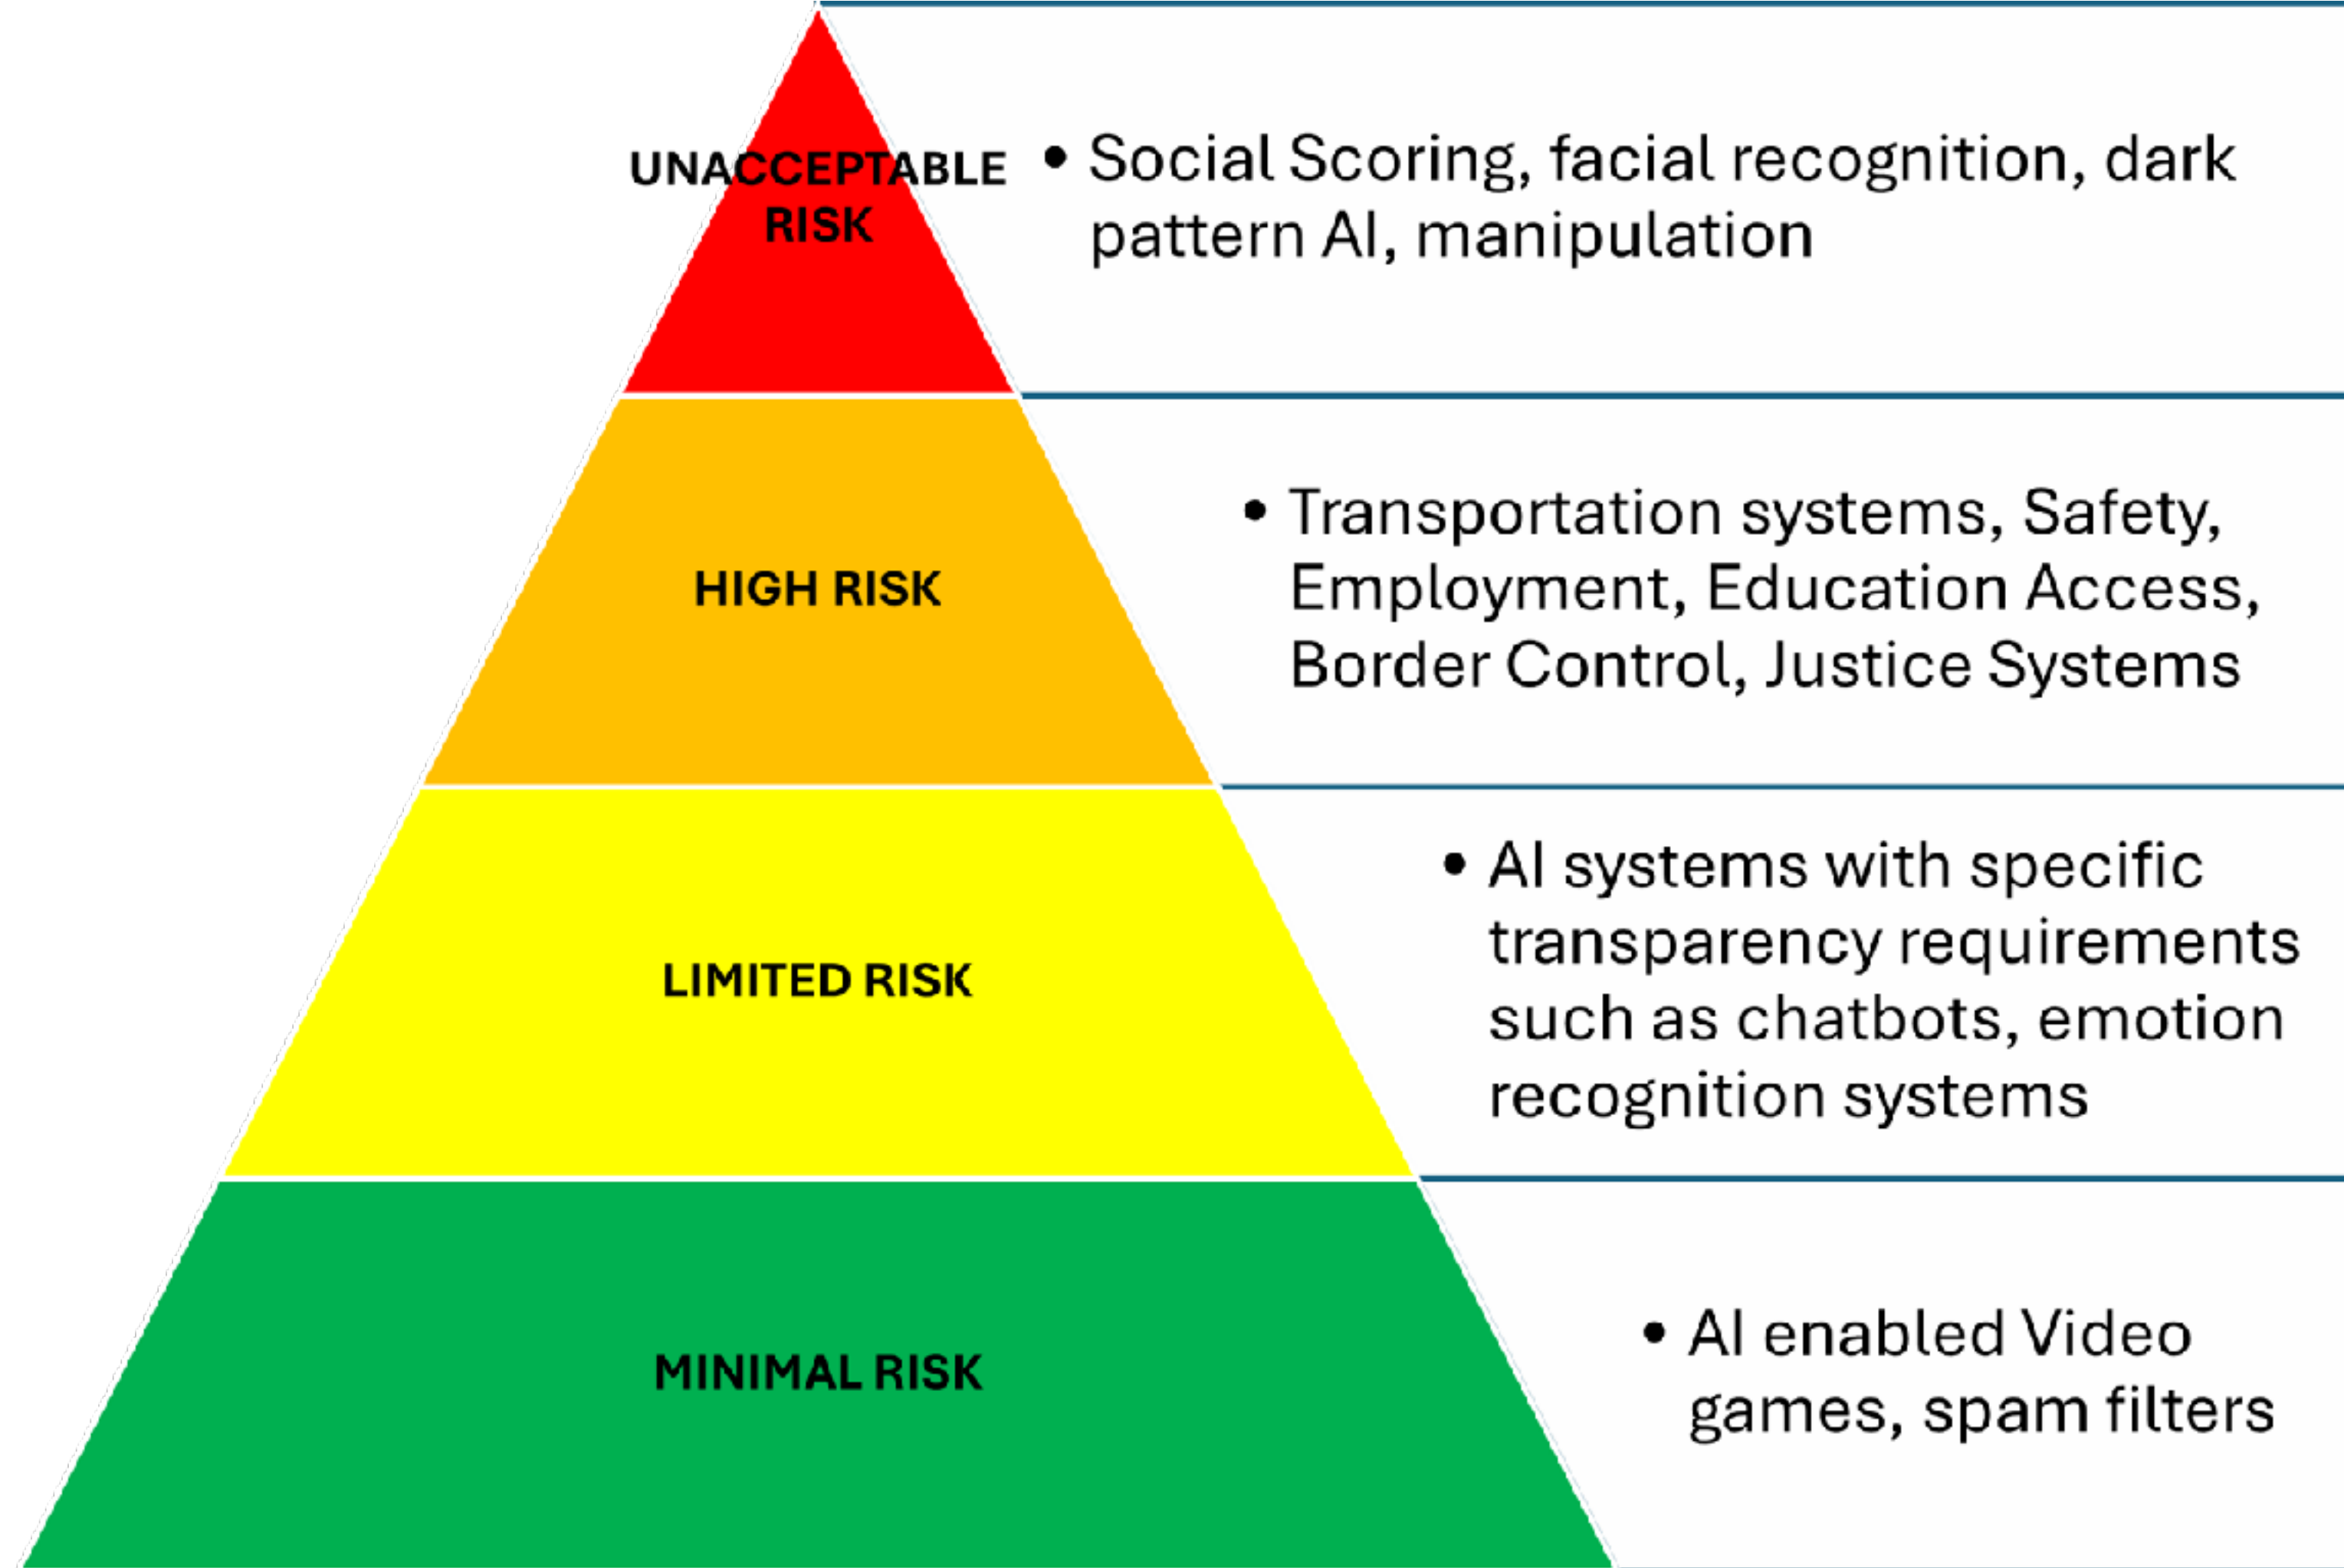 UNACCEPTABLE
RISK
• Social Scoring, facial recognition, dark
pattern AI, manipulation
HIGH RISK
• Transportation systems, Safety,
Employment, Education Access,
Border Control, Justice Systems
LIMITED RISK
• AI systems with specific
transparency requirements
such as chatbots, emotion
recognition systems
MINIMAL RISK
• AI enabled Video
games, spam filters